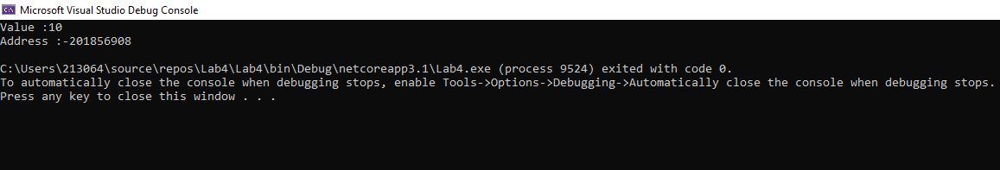 Microsoft Visual Studio Debug Console
Value :10
Address :-201856908
C:\Users\213064\source\repos\Lab4\Lab4\bin\Debug\netcoreapp3.1\Lab4.exe (process 9524) exited with code 0.
To automatically close the console when debugging stops, enable Tools->Options->Debugging->Automatically close the console when debugging stops.
Press any key to close this window . . .